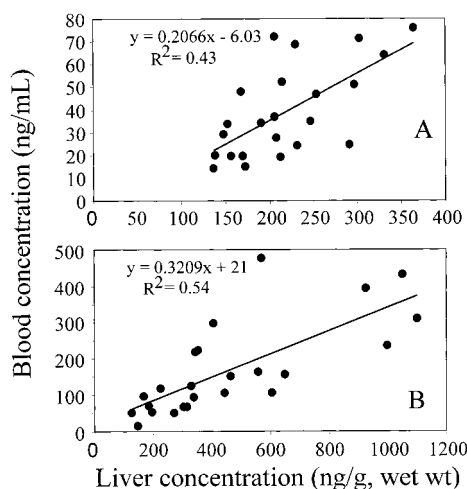 Blood concentration (ng/mL)
80
70
60
50
40
30
20
10
0
y = 0.2066x - 6.03
R2= 0.43
A
0 50 100 150 200 250 300 350 400
500
400
300
200
100
0
y = 0.3209x + 21
R2= 0.54
B
0 200 400 600 800 1000 1200
Liver concentration (ng/g, wet wt)